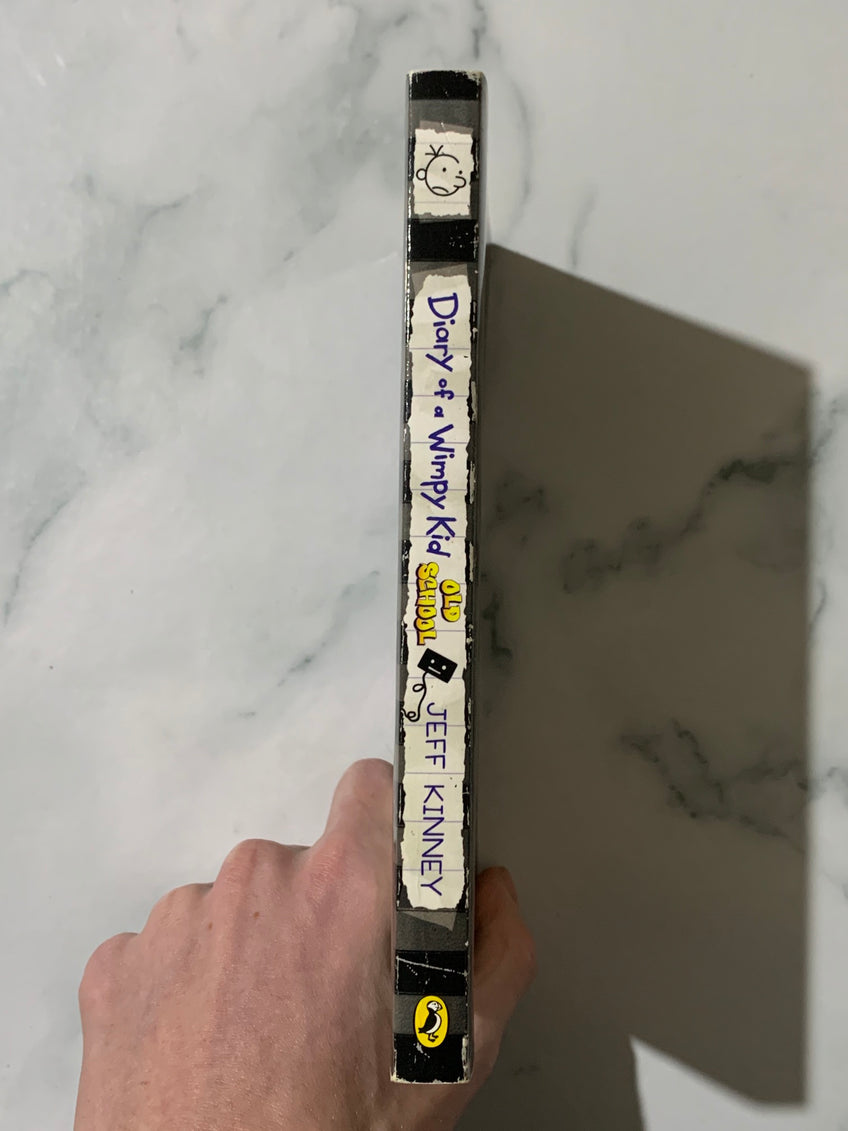 Diary of a Wimpy Kid
OLD
SCHOOL
JEFF KINNEY